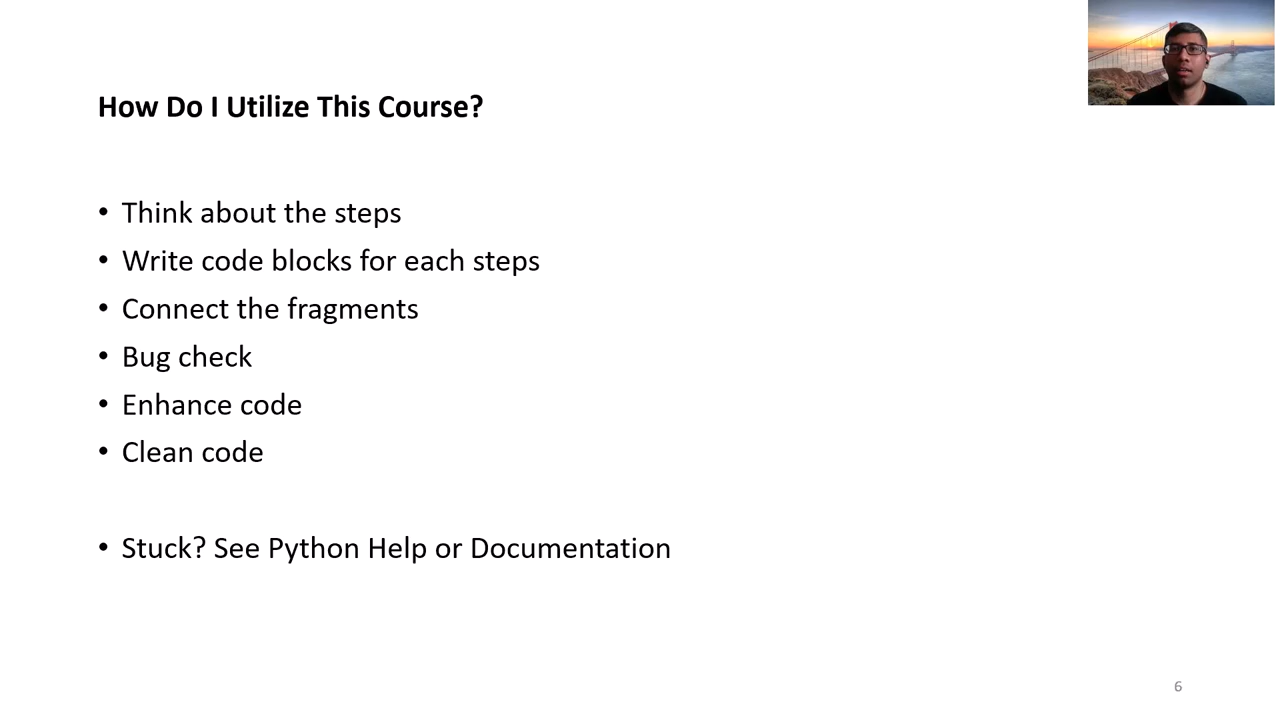 How Do I Utilize This Course?
• Think about the steps
• Write code blocks for each steps
• Connect the fragments
• Bug check
• Enhance code
• Clean code
• Stuck? See Python Help or Documentation
6